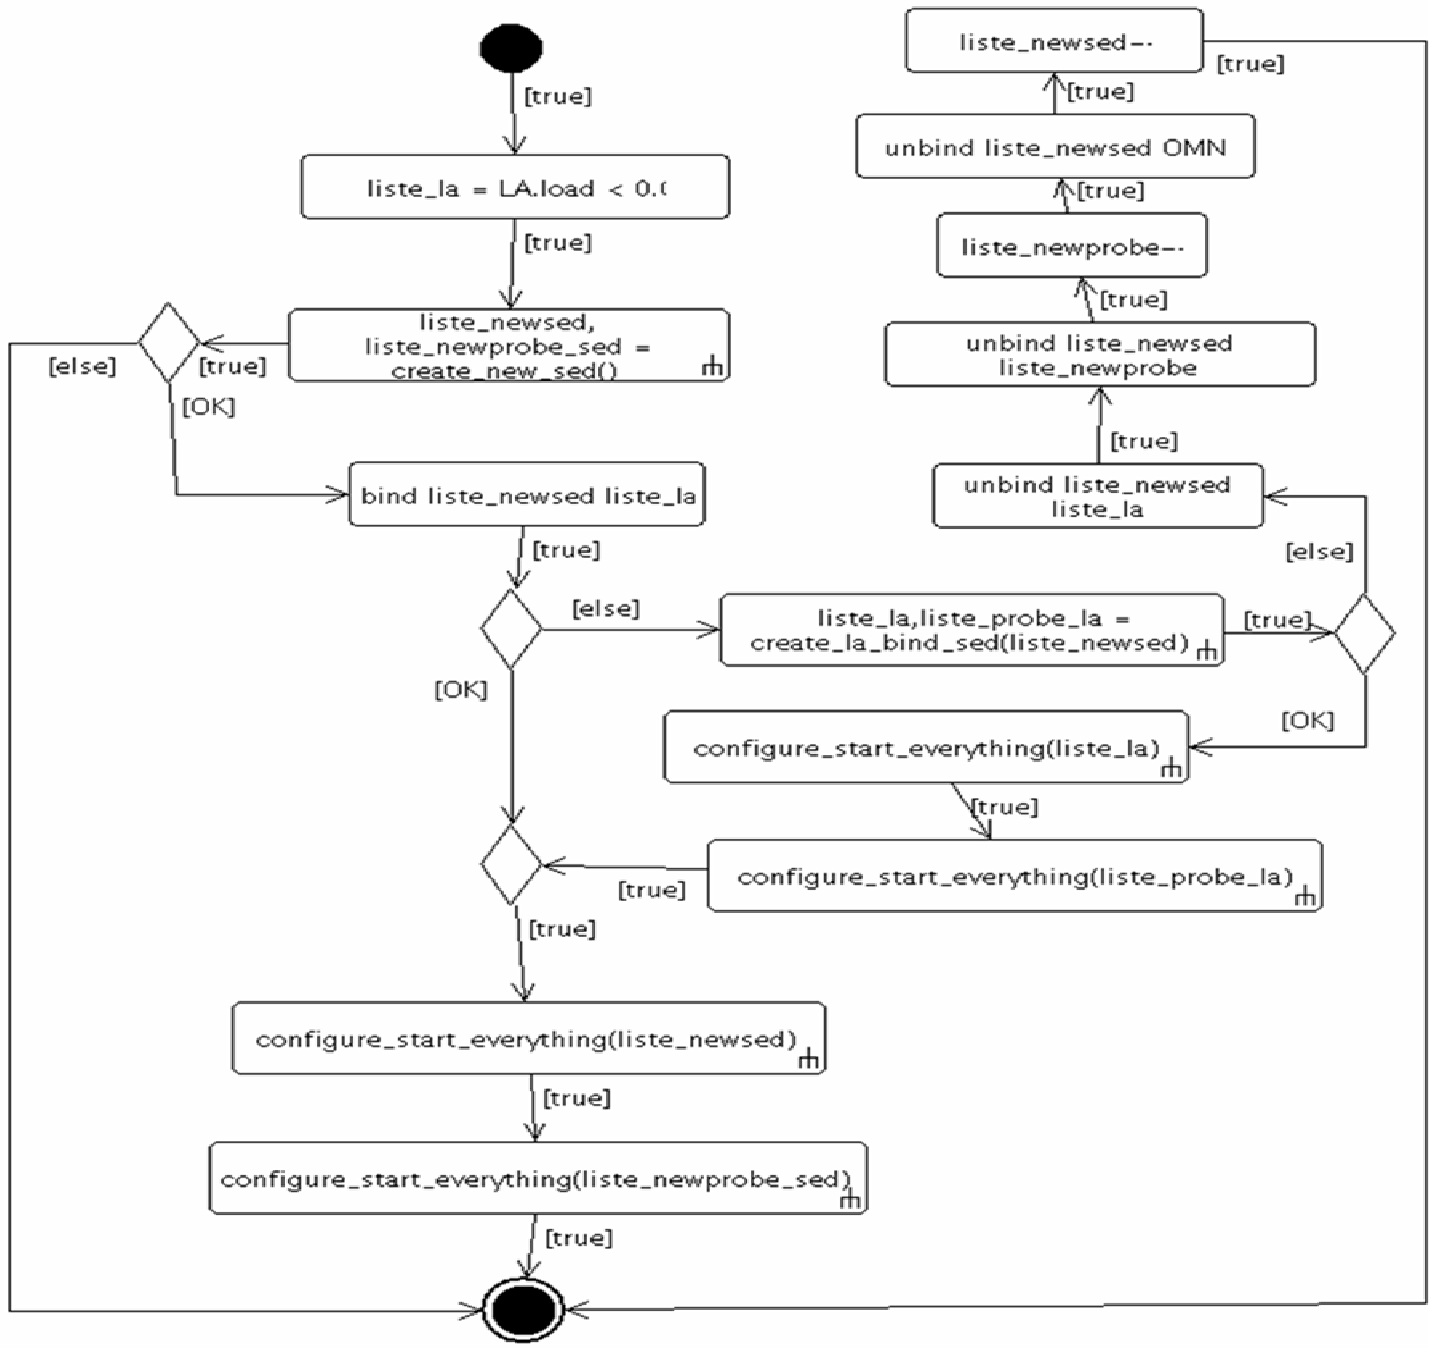 [true]
liste_la = LA.load < 0.
[true]
liste_newsed,
liste_newprobe_sed =
create_new_sed()
[true]
[else]
[OK]
bind liste_newsed liste_la
[true]
[else]
[OK]
liste_la,liste_probe_la =
create_la_bind_sed(liste_newsed)
[true]
[else]
unbind liste_newsed
liste_la
[true]
unbind liste_newsed
liste_newprobe
[true]
liste_newprobe--
[true]
unbind liste_newsed OMN
[true]
liste_newsed--
[true]
[OK]
configure_start_everything(liste_la)
[true]
configure_start_everything(liste_probe_la)
[true]
[true]
configure_start_everything(liste_newsed)
[true]
configure_start_everything(liste_newprobe_sed)
[true]